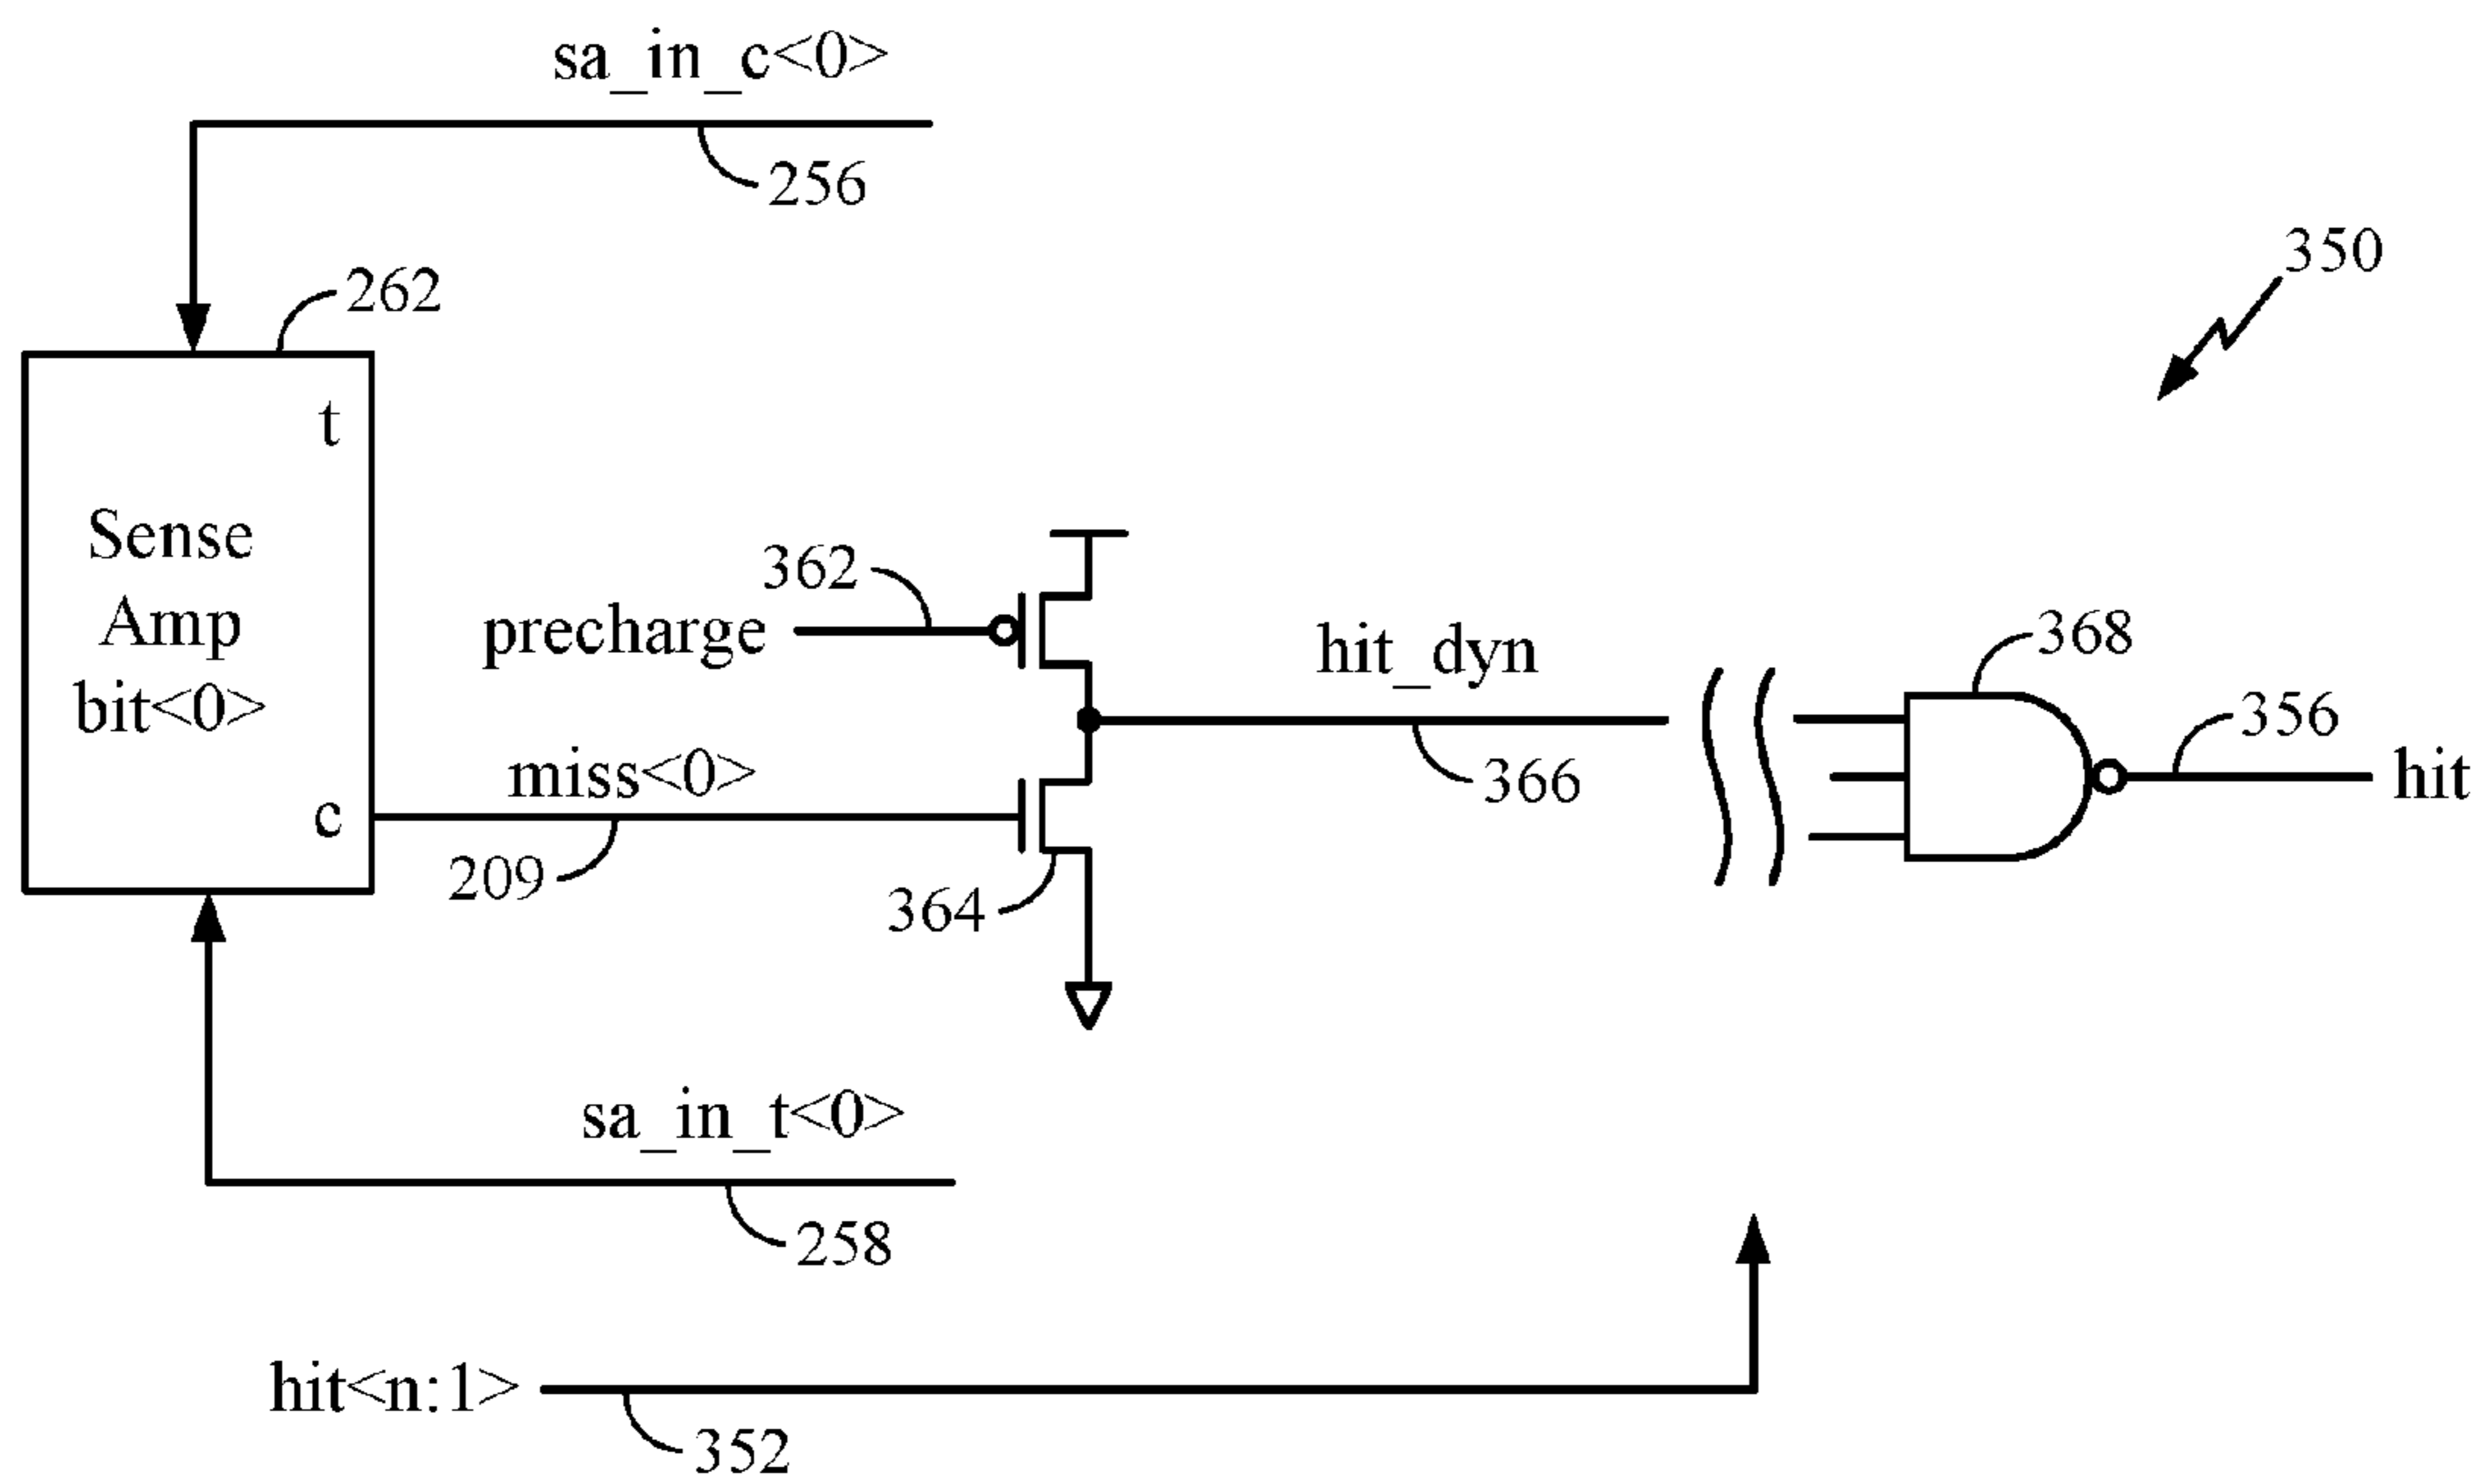 sa_in_c<0>
256
350
262
t
Sense
Amp
bit<0>
c
362
precharge
hit_dyn
368
356
hit
miss<0>
366
209
364
sa_in_t<0>
258
hit<n:1>
352